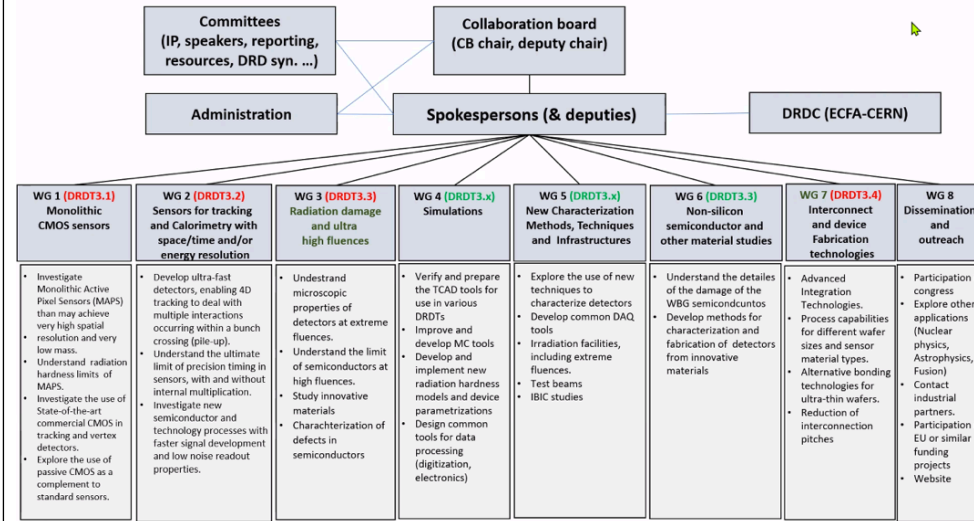 Committees
(IP, speakers, reporting,
resources, DRD syn. …)
Collaboration board
(CB chair, deputy chair)
Administration
Spokespersons (& deputies)
DRDC (ECFA-CERN)
WG 1 (DRDT3.1)
Monolithic
CMOS sensors
• Investigate
Monolithic Active
Pixel Sensors (MAPS)
than may achieve
very high spatial
• resolution and very
low mass.
• Understand radiation
hardness limits of
MAPS.
• Investigate the use of
State-of-the-art
commercial CMOS in
tracking and vertex
detectors.
• Explore the use of
passive CMOS as a
complement to
standard sensors.
WG 2 (DRDT3.2)
Sensors for tracking
and Calorimetry with
space/time and/or
energy resolution
• Develop ultra-fast
detectors, enabling 4D
tracking to deal with
multiple interactions
occurring within a bunch
crossing (pile-up).
• Understand the ultimate
limit of precision timing in
sensors, with and without
internal multiplication.
• Investigate new
semiconductor and
technology processes with
faster signal development
and low noise readout
properties.
WG 3 (DRDT3.3)
Radiation damage
and ultra
high fluences
• Undestrand
microscopic
properties of
detectors at extreme
fluences.
• Understand the limit
of semiconductors at
high fluences.
• Study innovative
materials
• Charachterization of
defects in
semiconductors
WG 4 (DRDT3.x)
Simulations
• Verify and prepare
the TCAD tools for
use in various
DRDTs
• Improve and
develop MC tools
• Develop and
implement new
radiation hardness
models and device
parametrizations
• Design common
tools for data
processing
(digitization,
electronics)
WG 5 (DRDT3.x)
New Characterization
Methods, Techniques
and Infrastructures
• Explore the use of new
techniques to
characterize detectors
• Develop common DAQ
tools
• Irradiation facilities,
including extreme
fluences.
• Test beams
• IBIC studies
WG 6 (DRDT3.3)
Non-silicon
semiconductor and
other material studies
• Understand the detailes
of the damage of the
WBG semicondcuntos
• Develop methods for
characterization and
fabrication of detectors
from innovative
materials
WG 7 (DRDT3.4)
Interconnect
and device
Fabrication
technologies
• Advanced
Integration
Technologies.
• Process capabilities
for different wafer
sizes and sensor
material types.
• Alternative bonding
technologies for
ultra-thin wafers.
• Reduction of
interconnection
pitches
WG 8
Dissemination
and
outreach
• Participation
congress
• Explore other
applications
(Nuclear
physics,
Astrophysics,
Fusion)
• Contact
industrial
partners.
• Participation
EU or similar
funding
projects
• Website